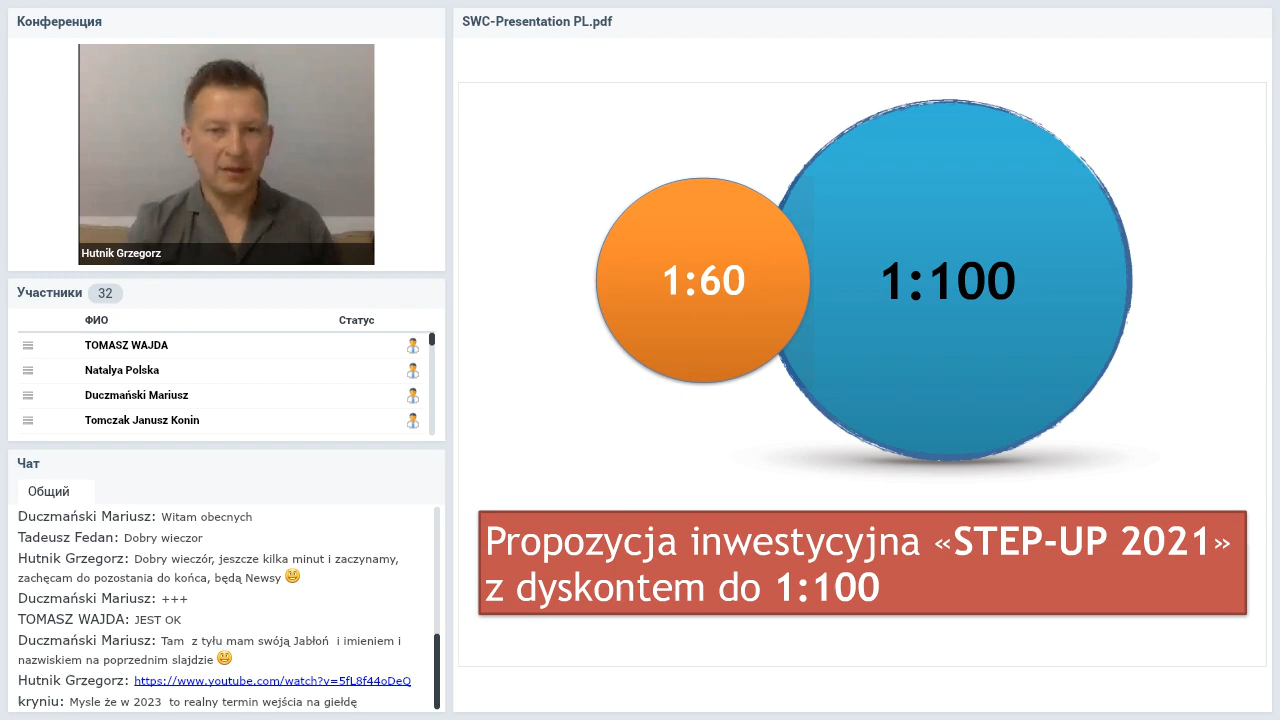 Конференция
Hutnik Grzegorz
Участники 32
ФИО Статус
TOMASZ WAJDA
Natalya Polska
Duczmański Mariusz
Tomczak Janusz Konin
Чат
Общий
Duczmański Mariusz: Witam obecnych
Tadeusz Fedan: Dobry wieczor
Hutnik Grzegorz: Dobry wieczór, jeszcze kilka minut i zaczynamy,
zachęcam do pozostania do końca, będą Newsy
Duczmański Mariusz: +++
TOMASZ WAJDA: JEST OK
Duczmański Mariusz: Tam z tyłu mam swóją Jabłoń i imieniem i
nazwiskiem na poprzednim slajdzie
Hutnik Grzegorz: https://www.youtube.com/watch?v=5fL8f44oDeQ
kryniu: Mysle że w 2023 to realny termin wejścia na giełdę
SWC-Presentation PL.pdf
1:60
1:100
Propozycja inwestycyjna «STEP-UP 2021»
z dyskontem do 1:100